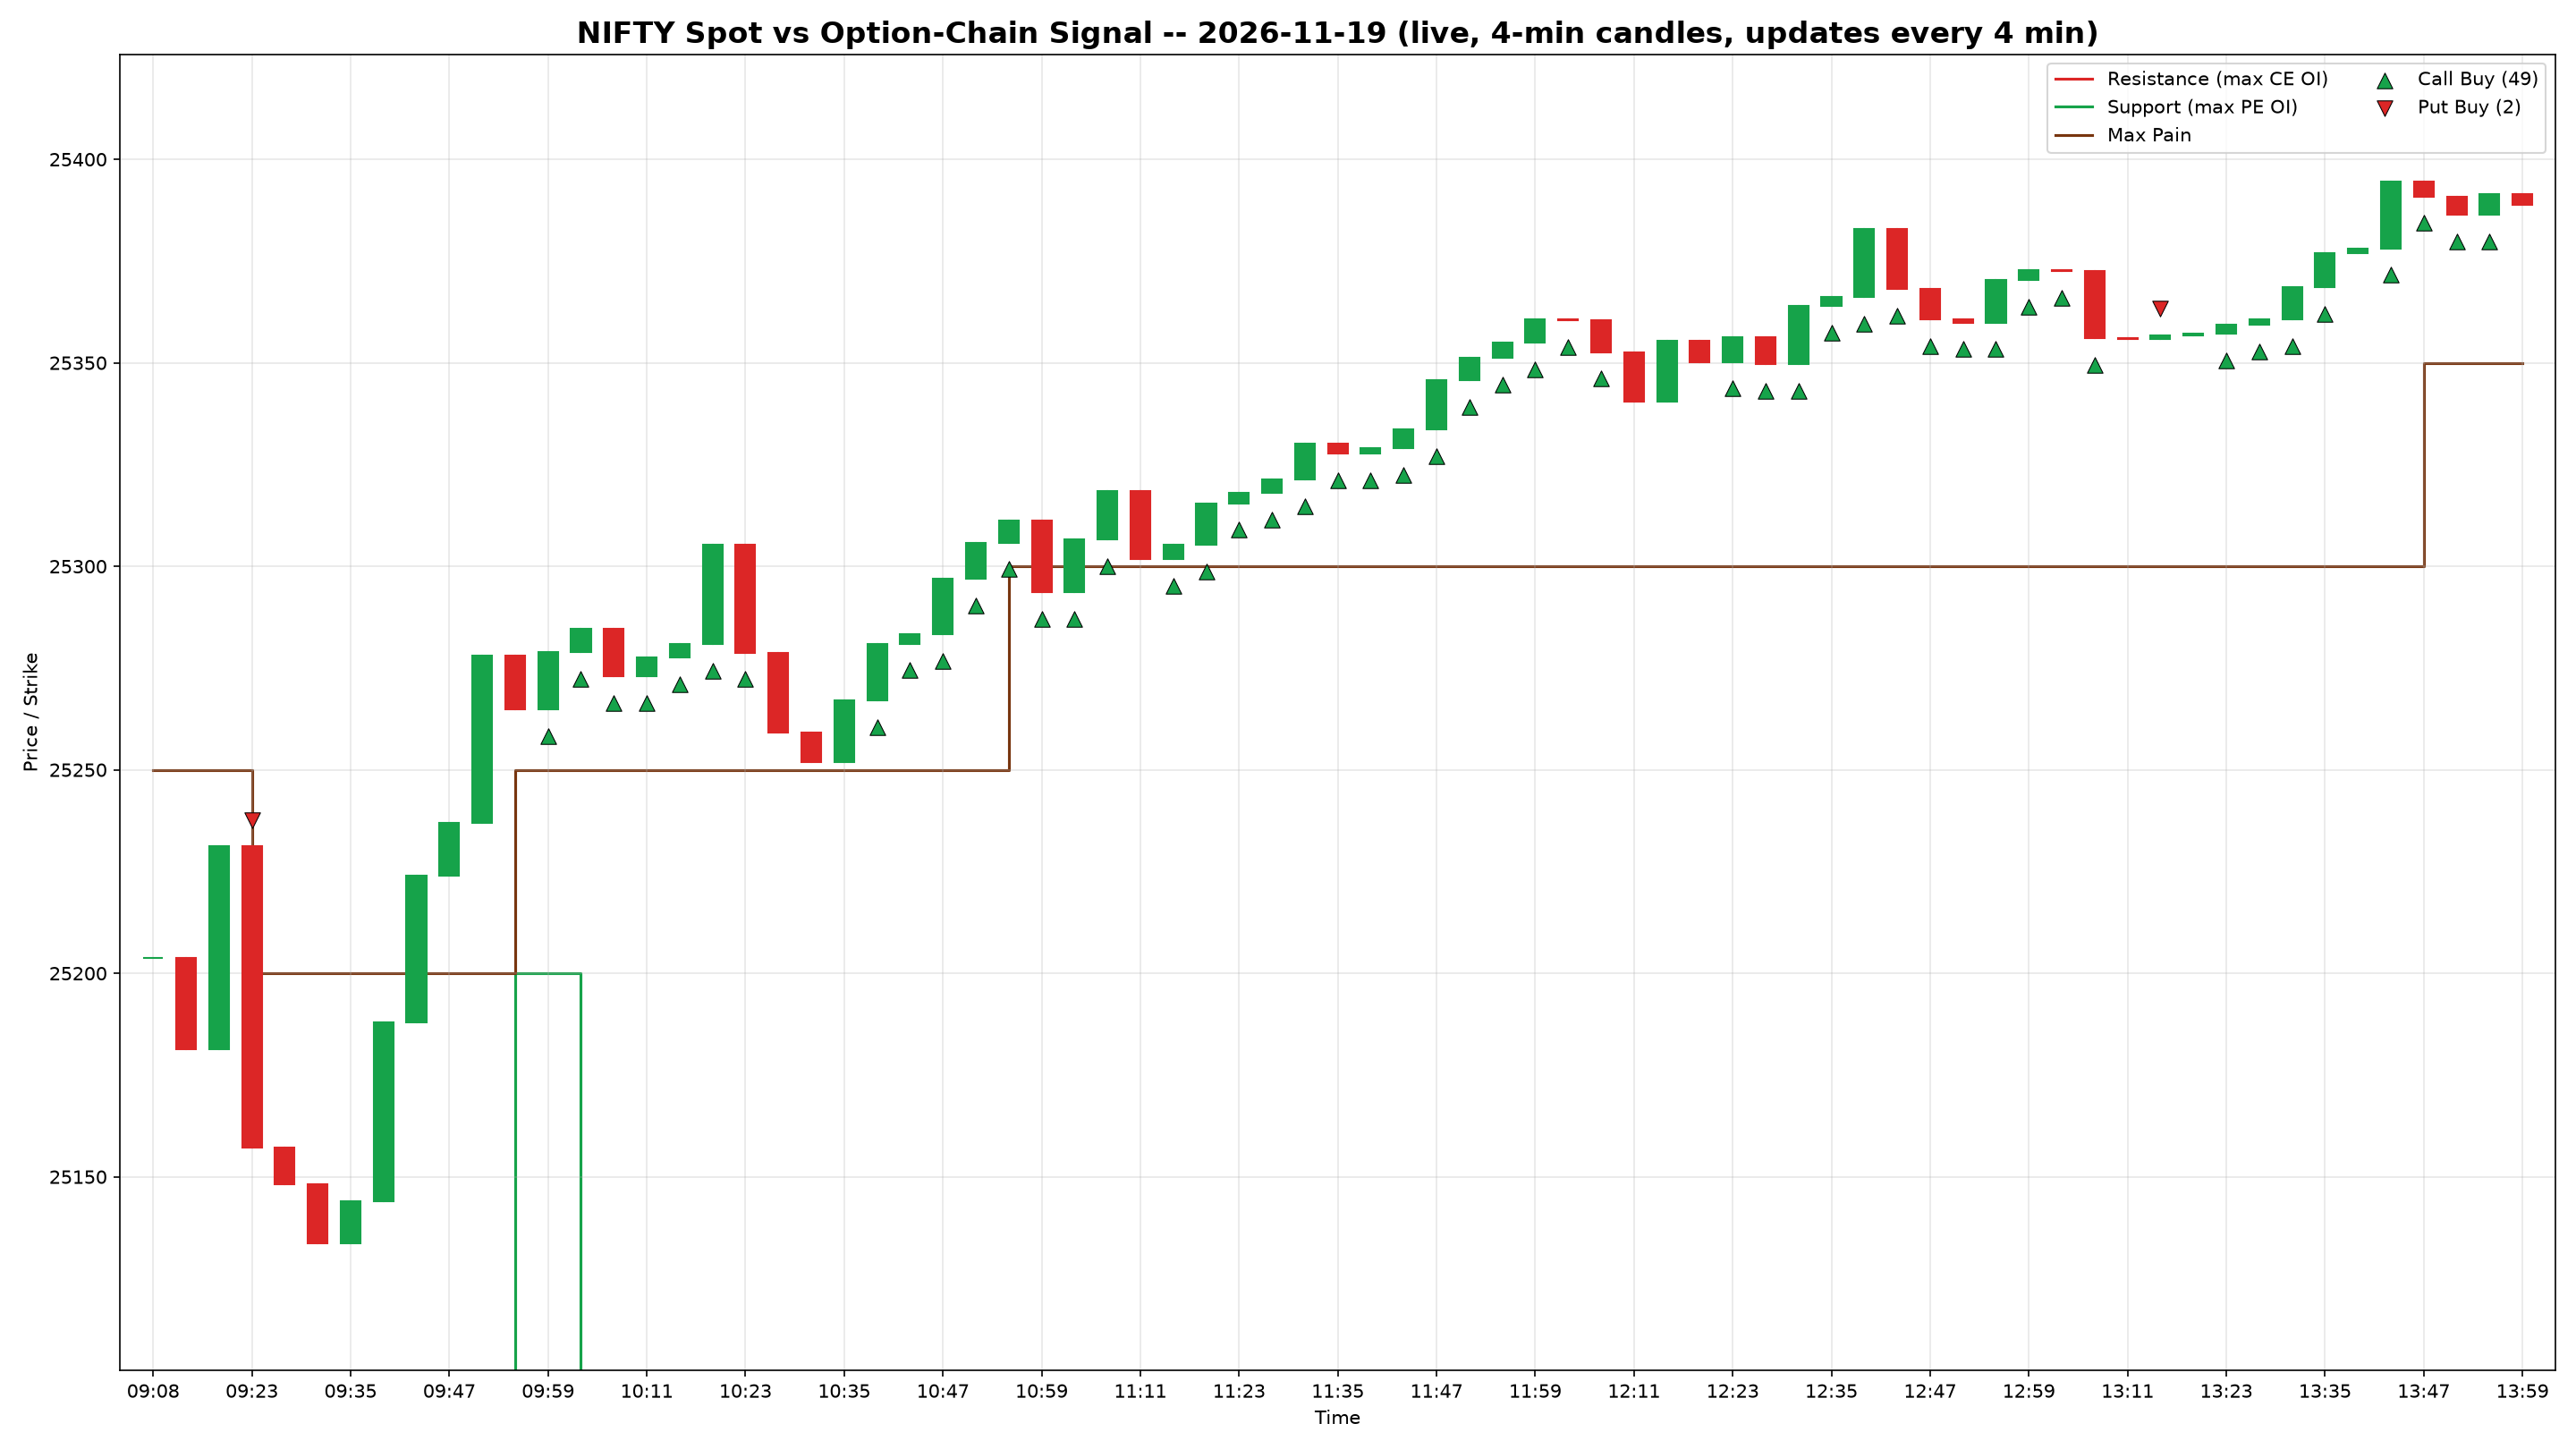 NIFTY Spot vs Option-Chain Signal -- 2026-11-19 (live, 4-min candles, updates every 4 min)
Resistance (max CE OI)
Support (max PE OI)
Max Pain
Call Buy (49)
Put Buy (2)
Price / Strike
25400
25350
25300
25250
25200
25150
09:08 09:23 09:35 09:47 09:59 10:11 10:23 10:35 10:47 10:59 11:11 11:23 11:35 11:47 11:59 12:11 12:23 12:35 12:47 12:59 13:11 13:23 13:35 13:47 13:59
Time